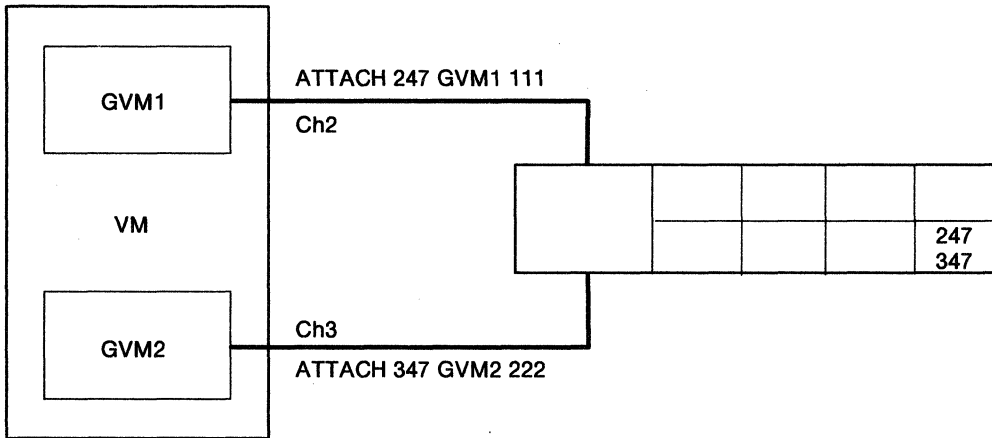 GVM1
ATTACH 247 GVM1 111
Ch2
VM
247
347
Ch3
GVM2
ATTACH 347 GVM2 222